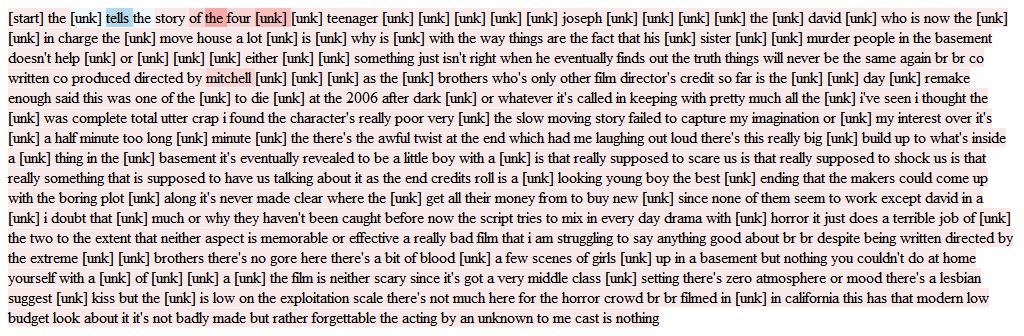 [start] the [unk] tells the story of the four [unk] [unk] teenager [unk] [unk] [unk] [unk] [unk] joseph [unk] [unk] [unk] [unk] the [unk] david [unk] who is now the [unk]
[unk] in charge the [unk] move house a lot [unk] is [unk] why is [unk] with the way things are the fact that his [unk] sister [unk] [unk] murder people in the basement
doesn't help [unk] or [unk] [unk] [unk] either [unk] [unk] something just isn't right when he eventually finds out the truth things will never be the same again br br co
written co produced directed by mitchell [unk] [unk] [unk] [unk] as the [unk] brothers who's only other film director's credit so far is the [unk] [unk] day [unk] remake
enough said this was one of the [unk] to die [unk] at the 2006 after dark [unk] or whatever it's called in keeping with pretty much all the [unk] i've seen i thought the
[unk] was complete total utter crap i found the character's really poor very [unk] the slow moving story failed to capture my imagination or [unk] my interest over it's
[unk] a half minute too long [unk] minute [unk] the there's the awful twist at the end which had me laughing out loud there's this really big [unk] build up to what's inside
a [unk] thing in the [unk] basement it's eventually revealed to be a little boy with a [unk] is that really supposed to scare us is that really supposed to shock us is that
really something that is supposed to have us talking about it as the end credits roll is a [unk] looking young boy the best [unk] ending that the makers could come up
with the boring plot [unk] along it's never made clear where the [unk] get all their money from to buy new [unk] since none of them seem to work except david in a
[unk] i doubt that [unk] much or why they haven't been caught before now the script tries to mix in every day drama with [unk] horror it just does a terrible job of [unk]
the two to the extent that neither aspect is memorable or effective a really bad film that i am struggling to say anything good about br br despite being written directed by
the extreme [unk] [unk] brothers there's no gore here there's a bit of blood [unk] a few scenes of girls [unk] up in a basement but nothing you couldn't do at home
yourself with a [unk] of [unk] [unk] a [unk] the film is neither scary since it's got a very middle class [unk] setting there's zero atmosphere or mood there's a lesbian
suggest [unk] kiss but the [unk] is low on the exploitation scale there's not much here for the horror crowd br br filmed in [unk] in california this has that modern low
budget look about it it's not badly made but rather forgettable the acting by an unknown to me cast is nothing